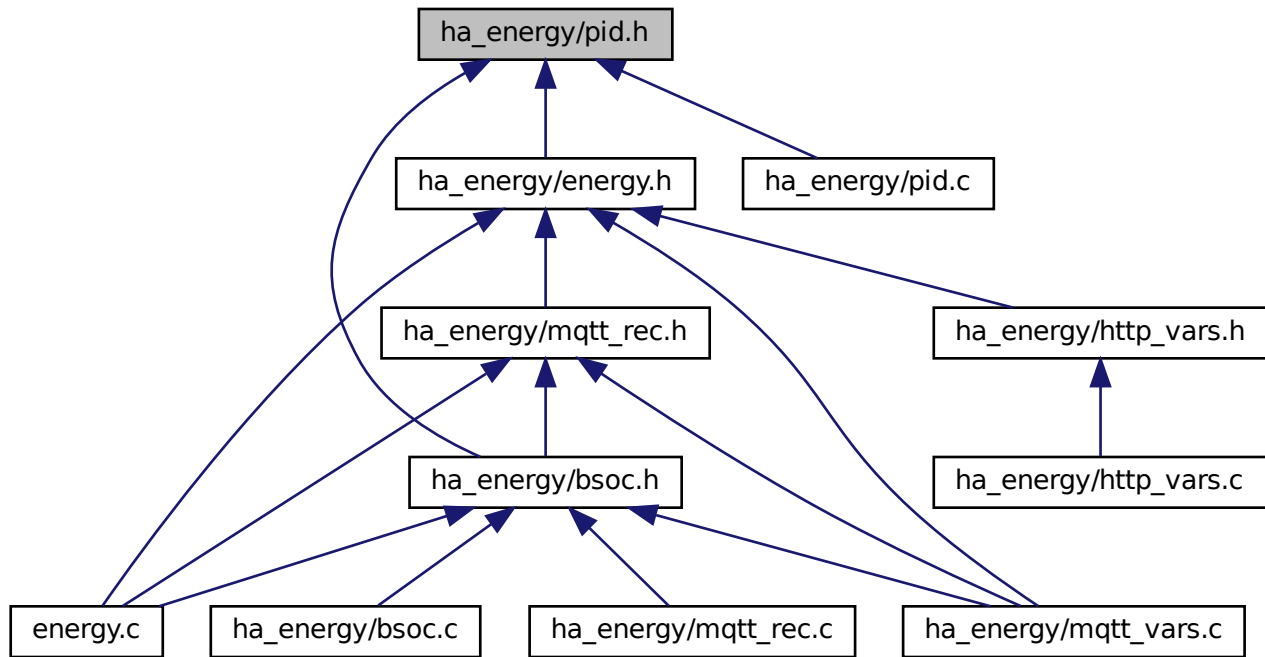 ha_energy/pid.h
ha_energy/energy.h
ha_energy/pid.c
ha_energy/mqtt_rec.h
ha_energy/http_vars.h
ha_energy/bsoc.h
ha_energy/http_vars.c
energy.c
ha_energy/bsoc.c
ha_energy/mqtt_rec.c
ha_energy/mqtt_vars.c